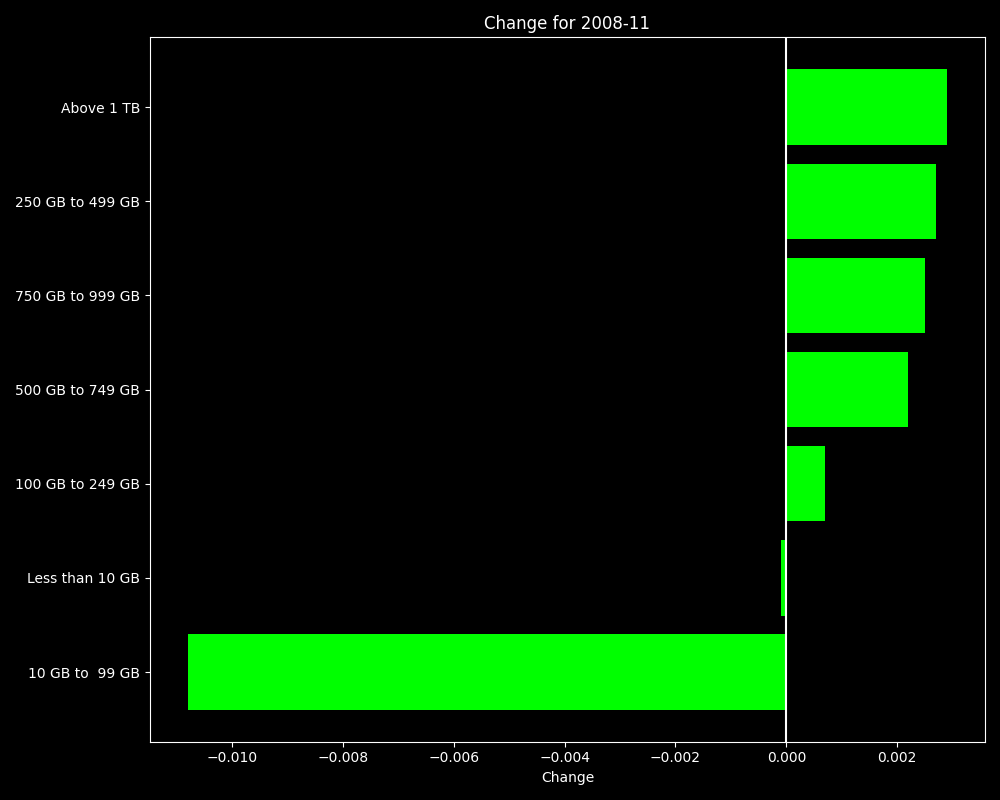 Change for 2008-11
Above 1 TB
250 GB to 499 GB
750 GB to 999 GB
500 GB to 749 GB
100 GB to 249 GB
Less than 10 GB
10 GB to  99 GB
−0.010 −0.008 −0.006 −0.004 −0.002 0.000 0.002
Change